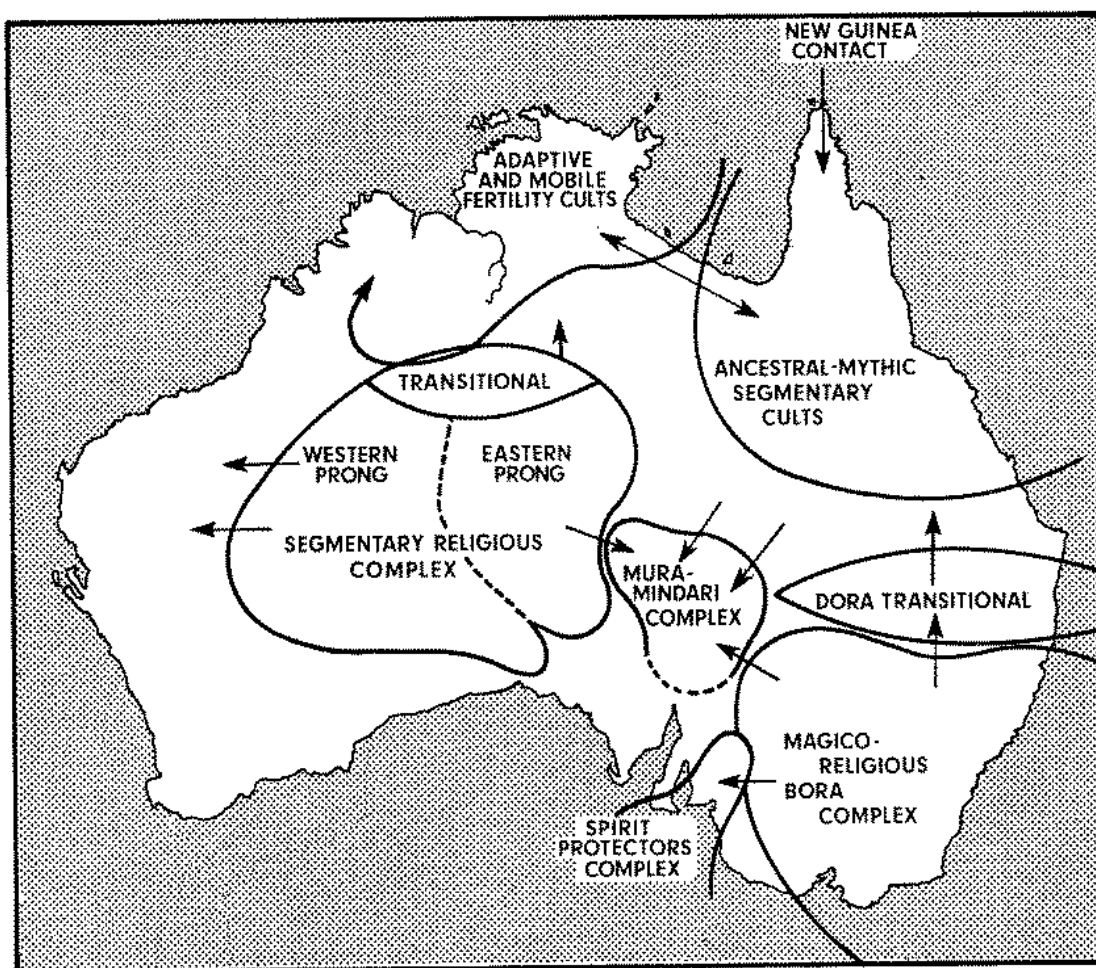 NEW GUINEA
CONTACT
ADAPTIVE
AND MOBILE
FERTILITY CULTS
ANCESTRAL-MYTHIC
SEGMENTARY
CULTS
TRANSITIONAL
WESTERN
PRONG
EASTERN
PRONG
SEGMENTARY RELIGIOUS
COMPLEX
MURA-
MINDARI
COMPLEX
DORA TRANSITIONAL
MAGICO-
RELIGIOUS
BORA
COMPLEX
SPIRIT
PROTECTORS
COMPLEX